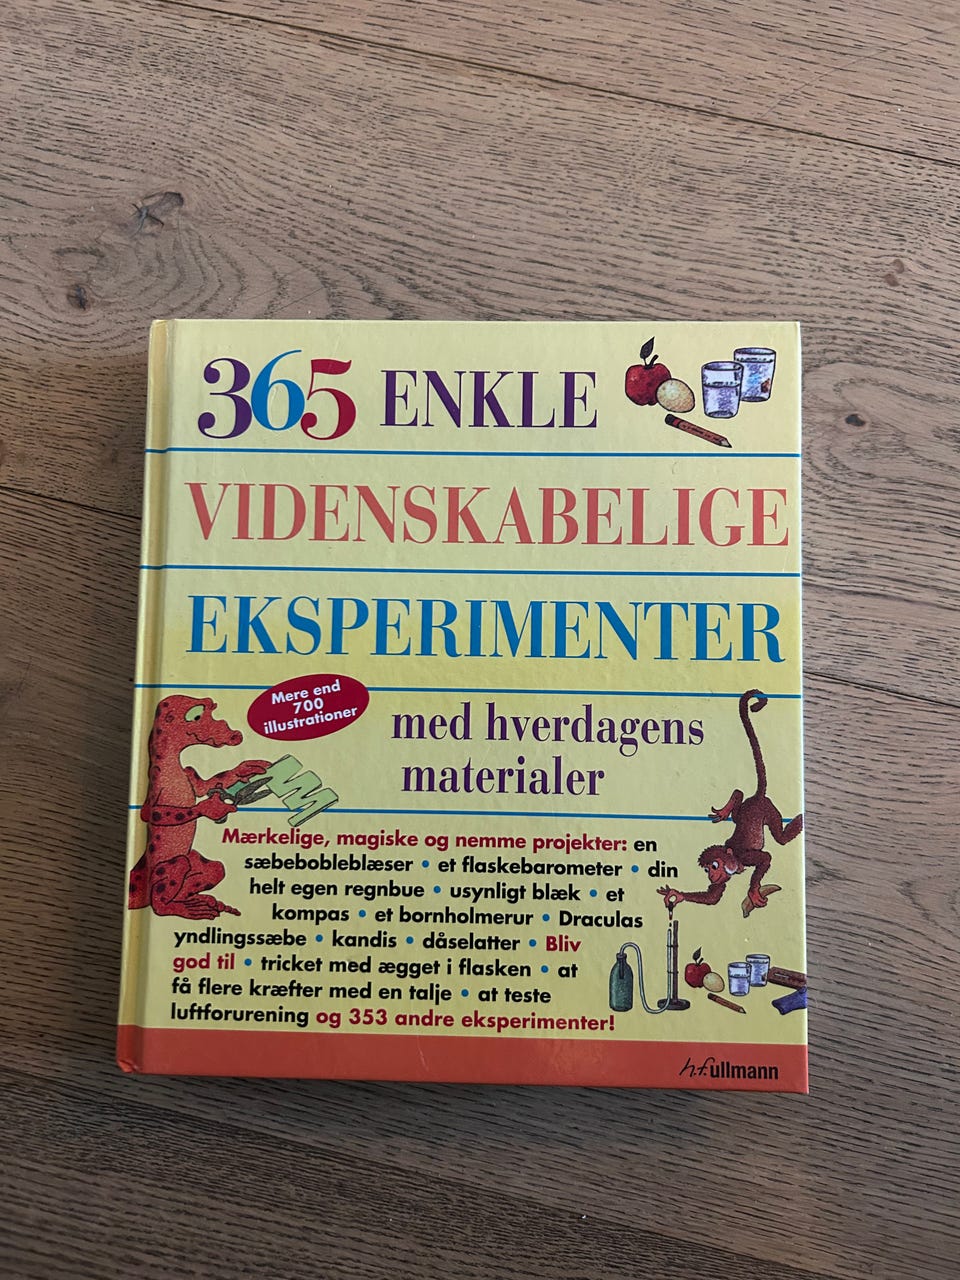 365 ENKLE
VIDENSKABELIGE
EKSPERIMENTER
Mere end
700
illustrationer
med hverdagens
materialer
Mærkelige, magiske og nemme projekter: en
sæbebobleblæser • et flaskebarometer • din
helt egen regnbue • usynligt blæk • et
kompas • et bornholmerur • Draculas
yndlingssæbe • kandis • dåselatter • Bliv
god til • tricket med ægget i flasken • at
få flere kræfter med en talje • at teste
luftforurening og 353 andre eksperimenter!
h.f.ullmann